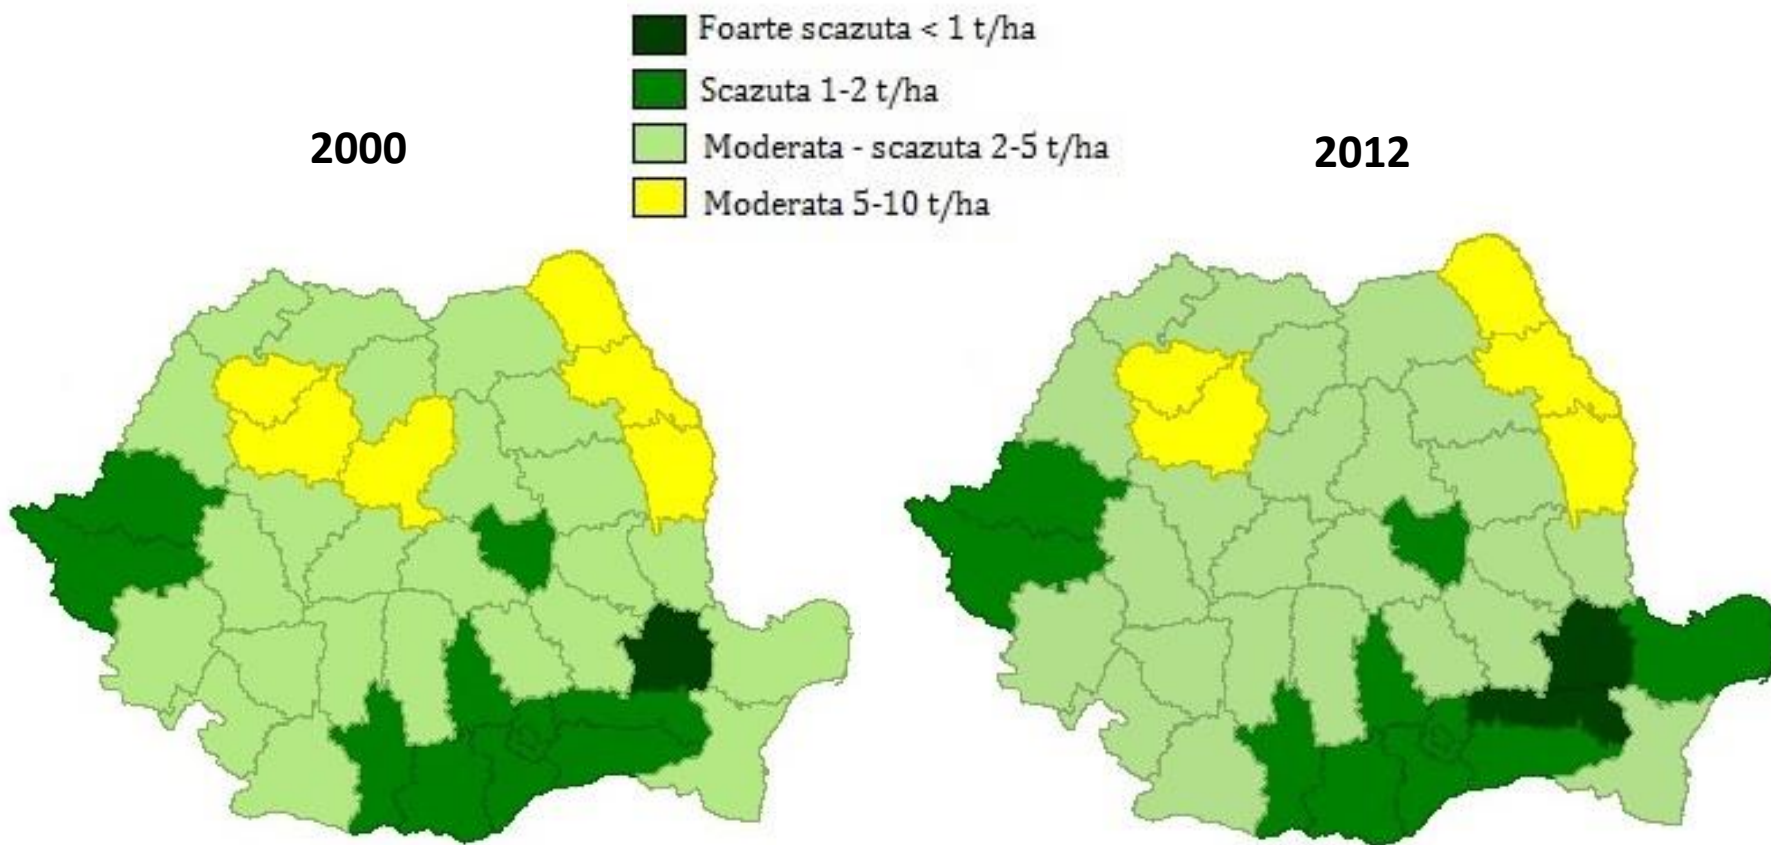 Foarte scazuta < 1 t/ha
Scazuta 1-2 t/ha
Moderata - scazuta 2-5 t/ha
Moderata 5-10 t/ha
2000
2012